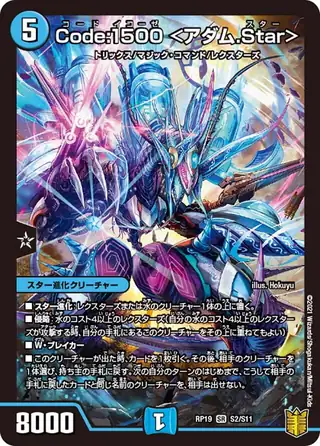 5
コード イコーゼ スター
Code:1500 <アダム.Star>
トリックス/マジック・コマンド/レクスターズ
スター進化クリーチャー
illus. Hokuyu
■スター進化:レクスターズまたは水のクリーチャー1体の上に置く。
■侵略:水のコスト4以上のレクスターズ(自分の水のコスト4以上のレクスターズが攻撃する時、自分の手札にあるこのクリーチャーをその上に重ねてもよい)
■W・ブレイカー
■このクリーチャーが出た時、カードを1枚引く。その後、相手のクリーチャーを1体選び、持ち主の手札に戻す。次の自分のターンのはじめまで、こうして相手の手札に戻したカードと同じ名前のクリーチャーを、相手は出せない。
8000
RP19 SR S2/S11
©2021 Wizards/Shogakukan/Mitsui-Kids